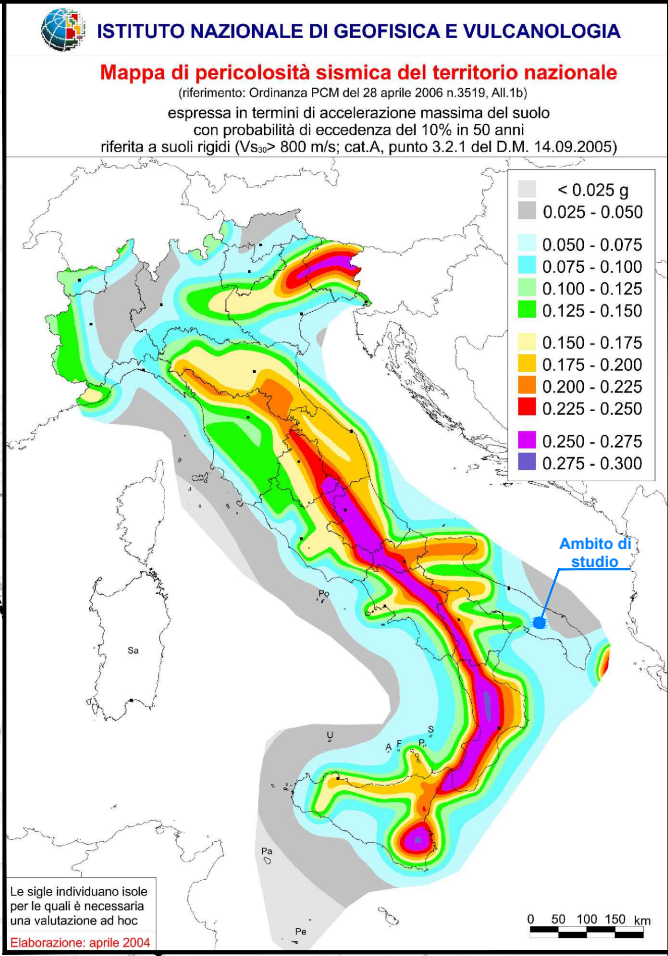 ISTITUTO NAZIONALE DI GEOFISICA E VULCANOLOGIA
Mappa di pericolosità sismica del territorio nazionale
(riferimento: Ordinanza PCM del 28 aprile 2006 n.3519, All.1b)
espressa in termini di accelerazione massima del suolo
con probabilità di eccedenza del 10% in 50 anni
riferita a suoli rigidi (Vs₃₀> 800 m/s; cat.A, punto 3.2.1 del D.M. 14.09.2005)
< 0.025 g
0.025 - 0.050
0.050 - 0.075
0.075 - 0.100
0.100 - 0.125
0.125 - 0.150
0.150 - 0.175
0.175 - 0.200
0.200 - 0.225
0.225 - 0.250
0.250 - 0.275
0.275 - 0.300
Ambito di
studio
Po
Sa
U
A
F
P
S
Pa
Pe
Le sigle individuano isole
per le quali è necessaria
una valutazione ad hoc
Elaborazione: aprile 2004
0 50 100 150 km